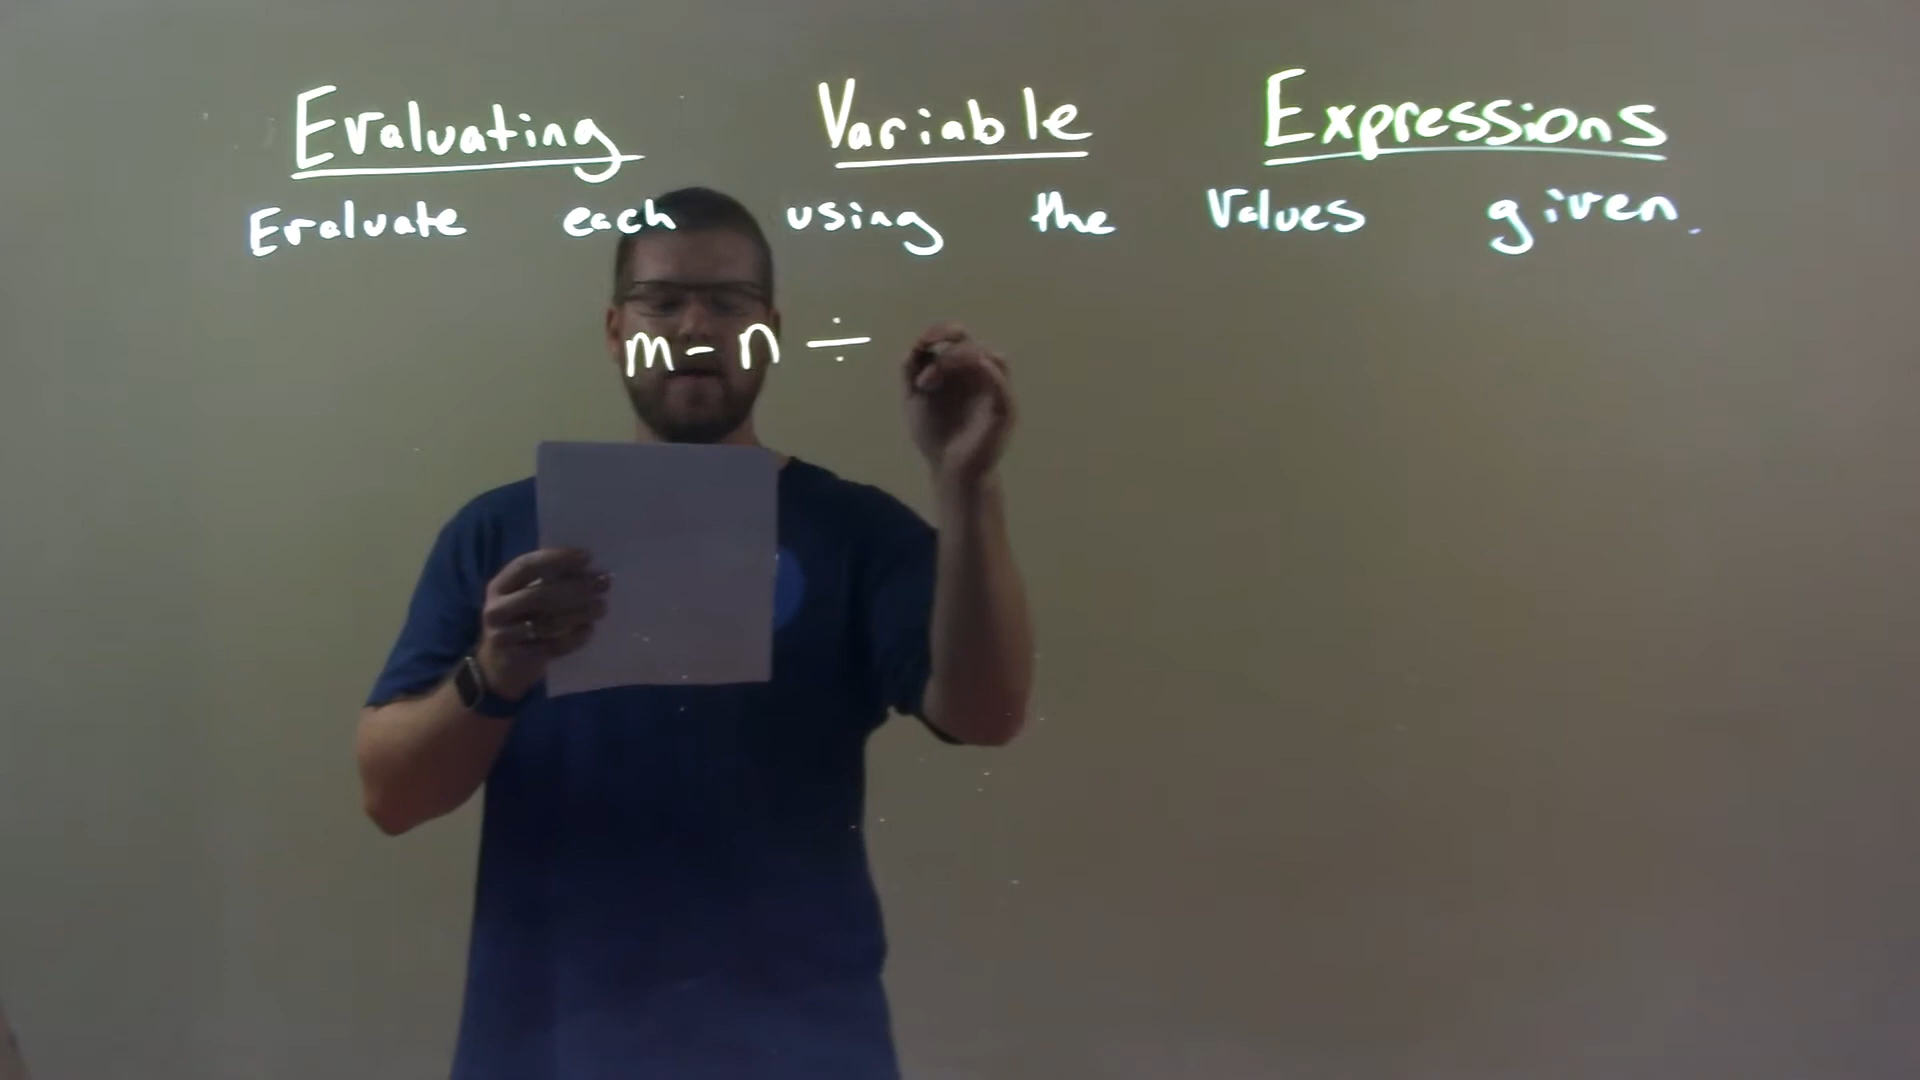 Evaluating Variable Expressions
Evaluate each using the values given.
m - n ÷